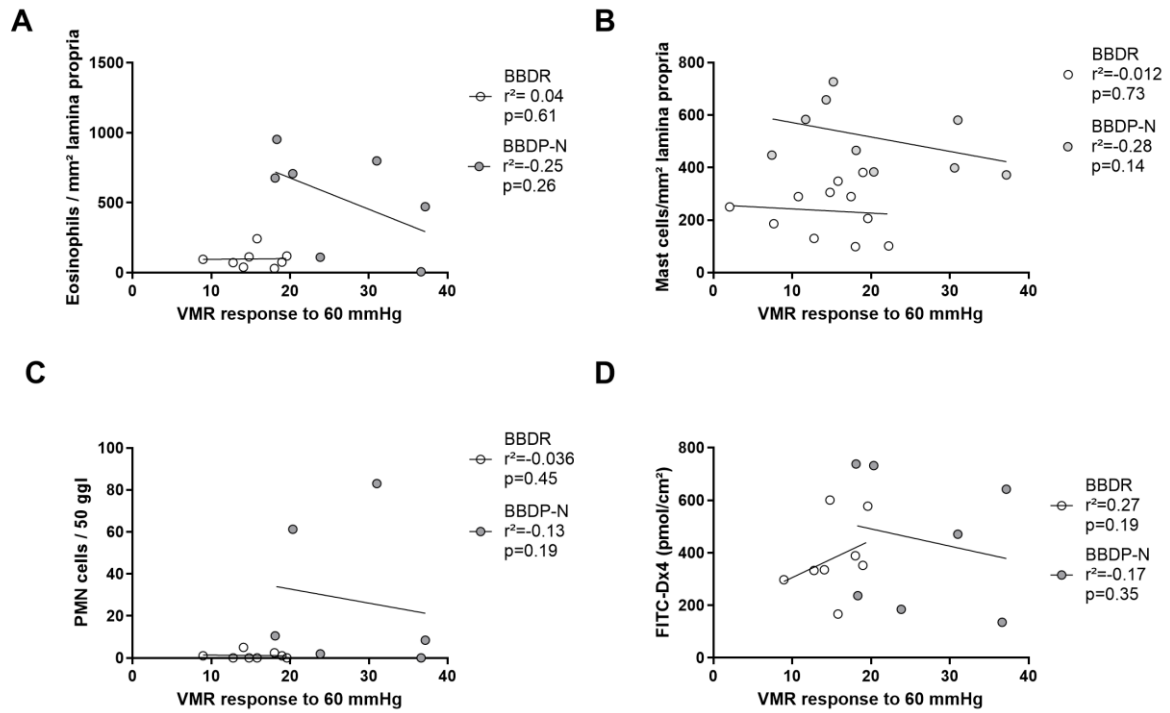 A
Eosinophils / mm² lamina propria
1500
1000
500
0
0 10 20 30 40
VMR response to 60 mmHg
BBDR
r²= 0.04
p=0.61
BBDP-N
r²=-0.25
p=0.26
B
Mast cells/mm² lamina propria
800
600
400
200
0
0 10 20 30 40
VMR response to 60 mmHg
BBDR
r²=-0.012
p=0.73
BBDP-N
r²=-0.28
p=0.14
C
PMN cells / 50 ggl
100
80
60
40
20
0
0 10 20 30 40
VMR response to 60 mmHg
BBDR
r²=-0.036
p=0.45
BBDP-N
r²=-0.13
p=0.19
D
FITC-Dx4 (pmol/cm²)
800
600
400
200
0
0 10 20 30 40
VMR response to 60 mmHg
BBDR
r²=0.27
p=0.19
BBDP-N
r²=-0.17
p=0.35